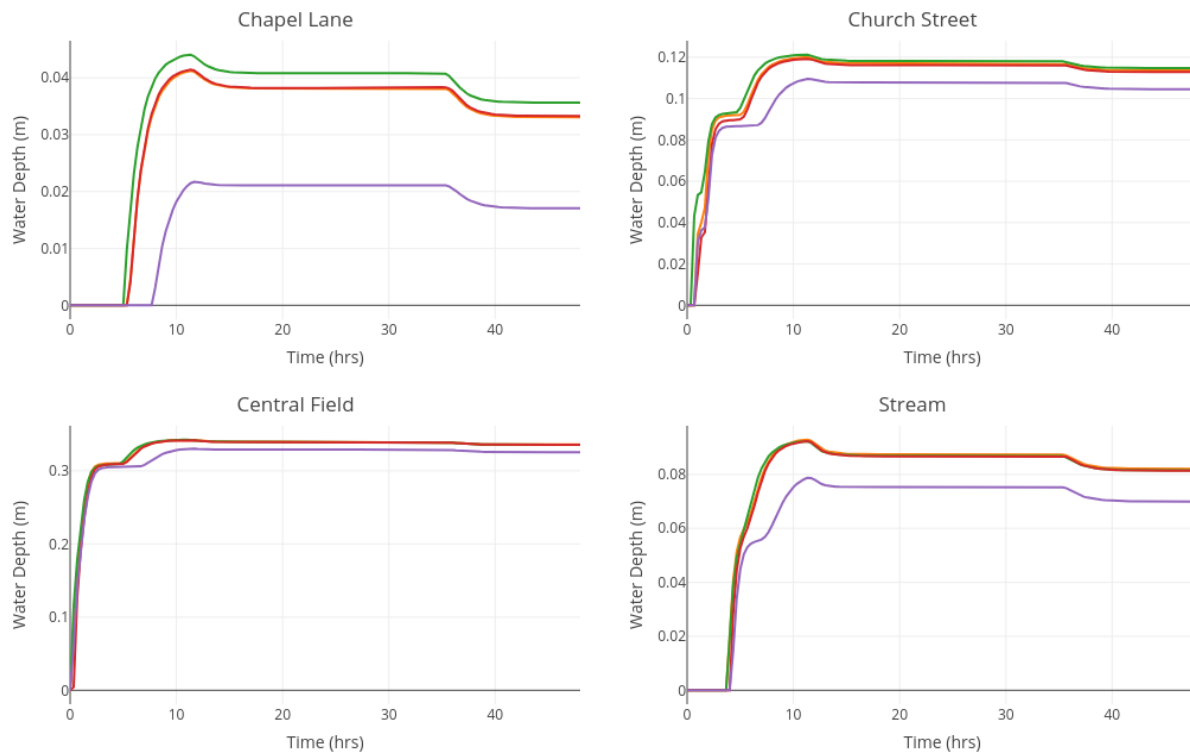 Chapel Lane
Water Depth (m)
0.04
0.03
0.02
0.01
0
0 10 20 30 40
Time (hrs)
Church Street
Water Depth (m)
0.12
0.1
0.08
0.06
0.04
0.02
0
0 10 20 30 40
Time (hrs)
Central Field
Water Depth (m)
0.3
0.2
0.1
0
0 10 20 30 40
Time (hrs)
Stream
Water Depth (m)
0.08
0.06
0.04
0.02
0
0 10 20 30 40
Time (hrs)